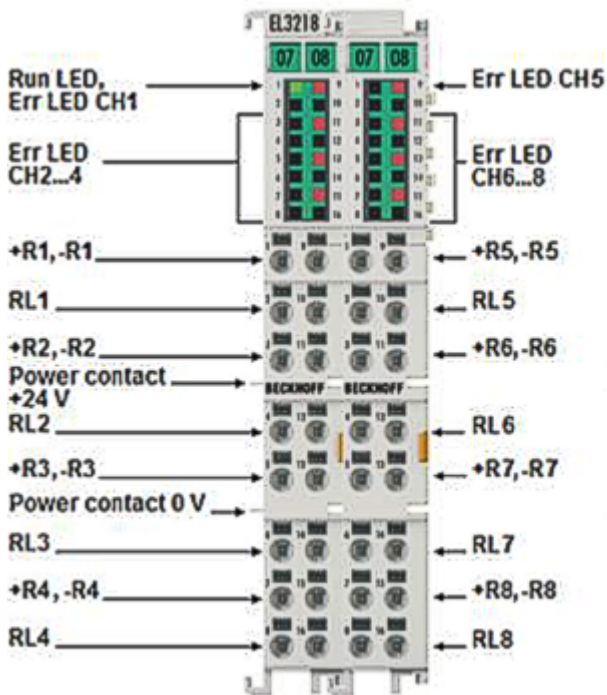 EL3218
07 08 07 08
Run LED,
Err LED CH1
Err LED
CH2...4
+R1,-R1
RL1
+R2,-R2
Power contact
+24 V
RL2
+R3,-R3
Power contact 0 V
RL3
+R4,-R4
RL4
BECKHOFF BECKHOFF
Err LED CH5
Err LED
CH6...8
+R5,-R5
RL5
+R6,-R6
RL6
+R7,-R7
RL7
+R8,-R8
RL8